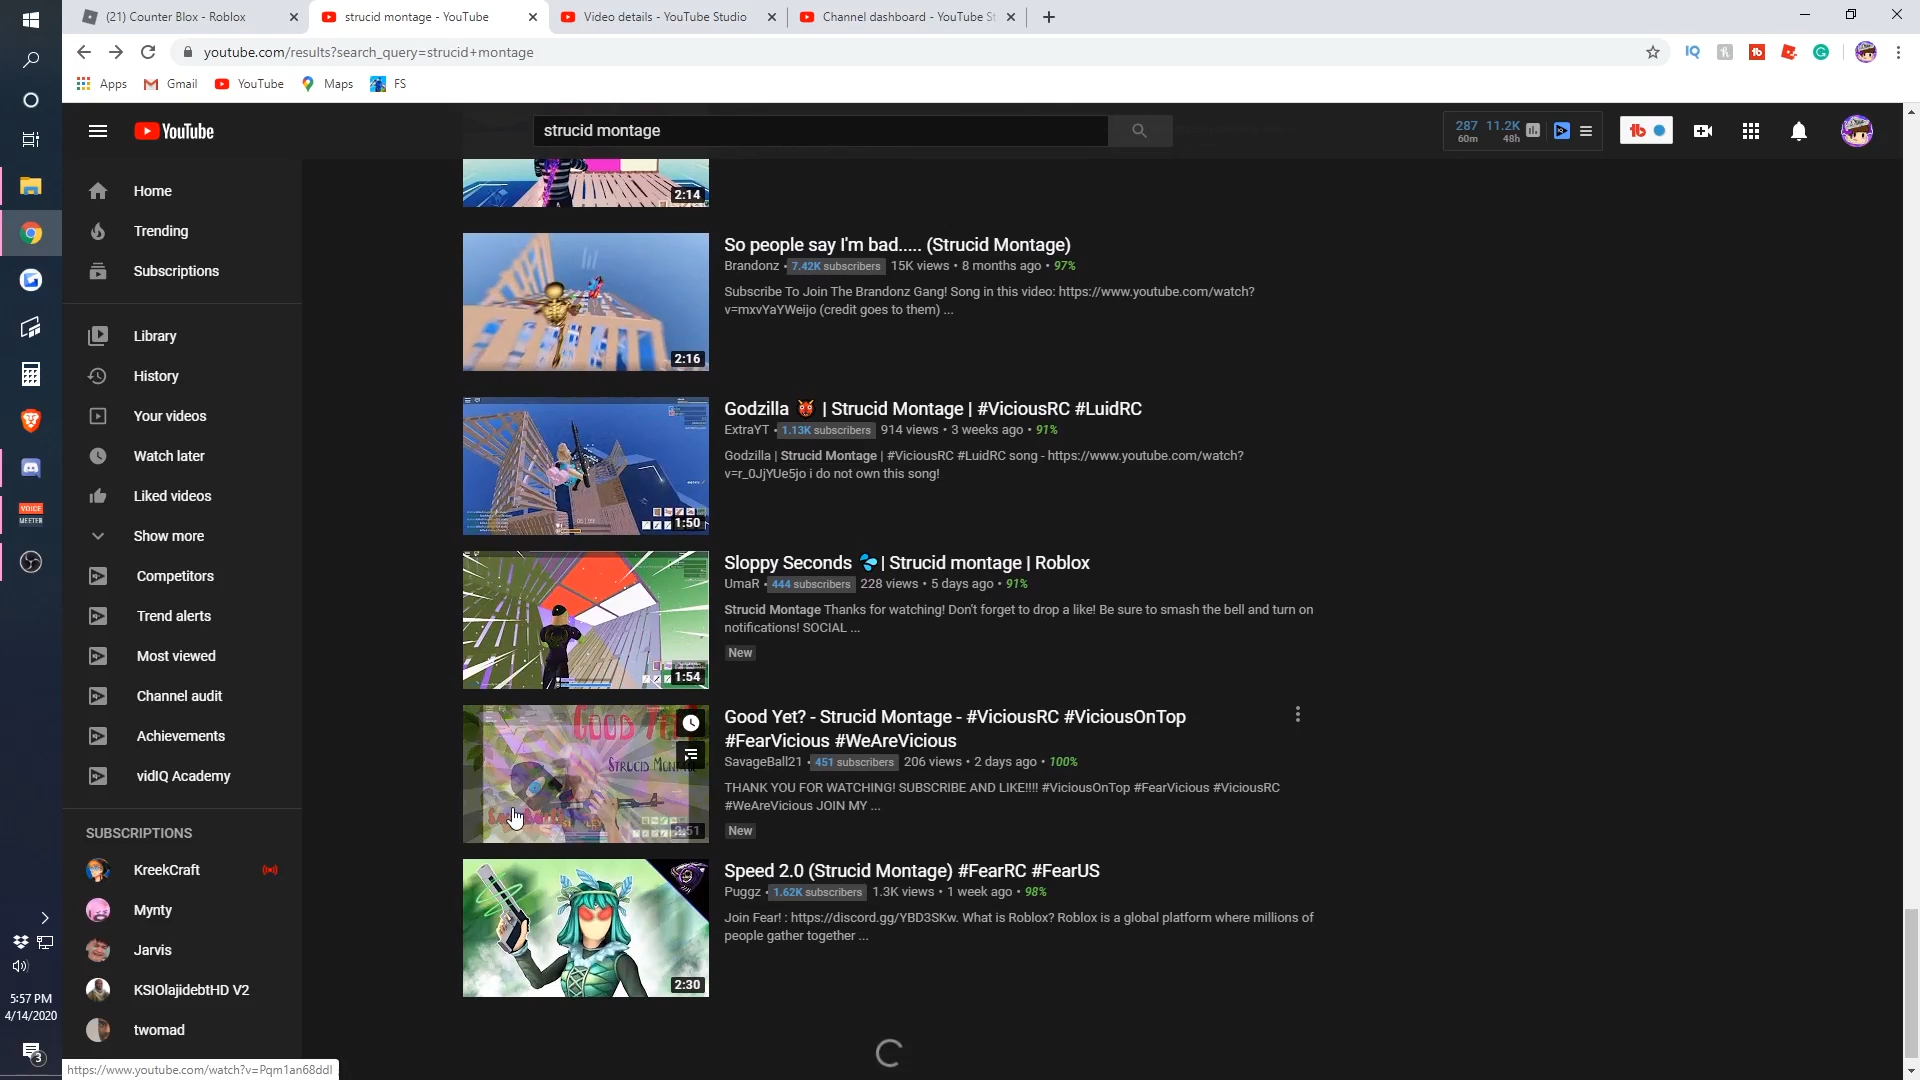 (21) Counter Blox - Roblox
strucid montage - YouTube
Video details - YouTube Studio
Channel dashboard - YouTube St
youtube.com/results?search_query=strucid+montage
Apps
Gmail
YouTube
Maps
FS
YouTube
strucid montage
287 11.2K
60m 48h
Home
Trending
Subscriptions
Library
History
Your videos
Watch later
Liked videos
Show more
Competitors
Trend alerts
Most viewed
Channel audit
Achievements
vidIQ Academy
SUBSCRIPTIONS
KreekCraft
Mynty
Jarvis
KSIOlajidebtHD V2
twomad
2:14
2:16
So people say I'm bad..... (Strucid Montage)
Brandonz • 7.42K subscribers 15K views • 8 months ago • 97%
Subscribe To Join The Brandonz Gang! Song in this video: https://www.youtube.com/watch?
v=mxvYaYWeijo (credit goes to them) ...
1:50
Godzilla 👹 | Strucid Montage | #ViciousRC #LuidRC
ExtraYT • 1.13K subscribers 914 views • 3 weeks ago • 91%
Godzilla | Strucid Montage | #ViciousRC #LuidRC song - https://www.youtube.com/watch?
v=r_0JjYUe5jo i do not own this song!
1:54
Sloppy Seconds 💦| Strucid montage | Roblox
UmaR • 444 subscribers 228 views • 5 days ago • 91%
Strucid Montage Thanks for watching! Don't forget to drop a like! Be sure to smash the bell and turn on
notifications! SOCIAL ...
New
GOOD
STRUCID
2:51
Good Yet? - Strucid Montage - #ViciousRC #ViciousOnTop
#FearVicious #WeAreVicious
SavageBall21 • 451 subscribers 206 views • 2 days ago • 100%
THANK YOU FOR WATCHING! SUBSCRIBE AND LIKE!!!! #ViciousOnTop #FearVicious #ViciousRC
#WeAreVicious JOIN MY ...
New
2:30
Speed 2.0 (Strucid Montage) #FearRC #FearUS
Puggz • 1.62K subscribers 1.3K views • 1 week ago • 98%
Join Fear! : https://discord.gg/YBD3SKw. What is Roblox? Roblox is a global platform where millions of
people gather together ...
VOICE
MEETER
5:57 PM
4/14/2020
3
https://www.youtube.com/watch?v=Pqm1an68ddI